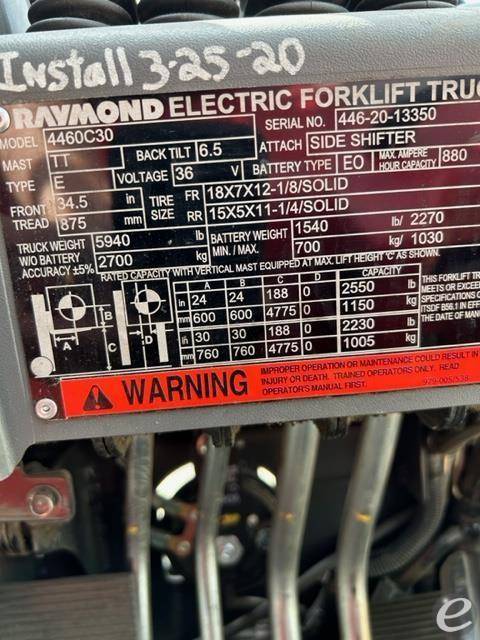 Install 3-25-20
RAYMOND ELECTRIC FORKLIFT TRUC
MODEL 4460C30 SERIAL NO. 446-20-13350
MAST TT BACK TILT 6.5 ATTACH SIDE SHIFTER
TYPE E VOLTAGE 36 V BATTERY TYPE EO MAX. AMPERE HOUR CAPACITY 880
FRONT TREAD 34.5 in TIRE SIZE FR 18X7X12-1/8/SOLID
875 mm RR 15X5X11-1/4/SOLID
TRUCK WEIGHT W/O BATTERY ACCURACY ±5% 5940 lb BATTERY WEIGHT MIN. / MAX. 1540 lb/ 2270
2700 kg 700 kg/ 1030
RATED CAPACITY WITH VERTICAL MAST EQUIPPED AT MAX. LIFT HEIGHT 'C' AS SHOWN.
A B C D CAPACITY
in 24 24 188 0 2550 lb
mm 600 600 4775 0 1150 kg
in 30 30 188 0 2230 lb
mm 760 760 4775 0 1005 kg
A B C D
THIS FORKLIFT TR
MEETS OR EXCEE
SPECIFICATIONS O
ITSDF B56.1 IN EFF
THE DATE OF MANU
WARNING
IMPROPER OPERATION OR MAINTENANCE COULD RESULT IN
INJURY OR DEATH. TRAINED OPERATORS ONLY. READ
OPERATOR'S MANUAL FIRST.
e